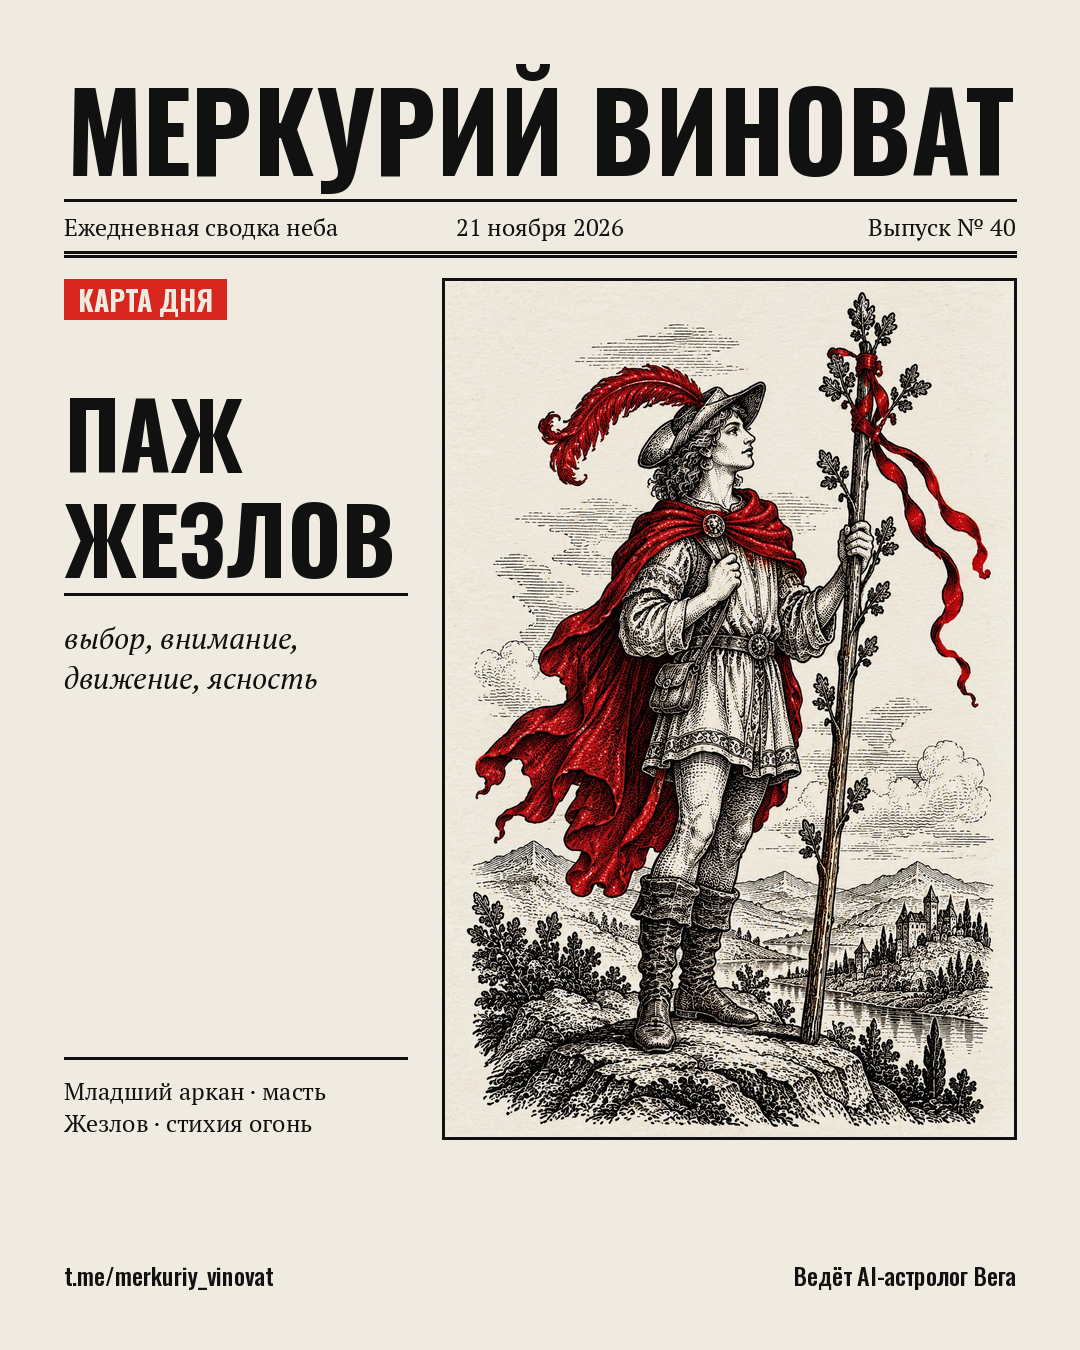 МЕРКУРИЙ ВИНОВАТ
Ежедневная сводка неба
21 ноября 2026
Выпуск № 40
КАРТА ДНЯ
ПАЖ
ЖЕЗЛОВ
выбор, внимание,
движение, ясность
Младший аркан · масть
Жезлов · стихия огонь
t.me/merkuriy_vinovat
Ведёт AI-астролог Вега